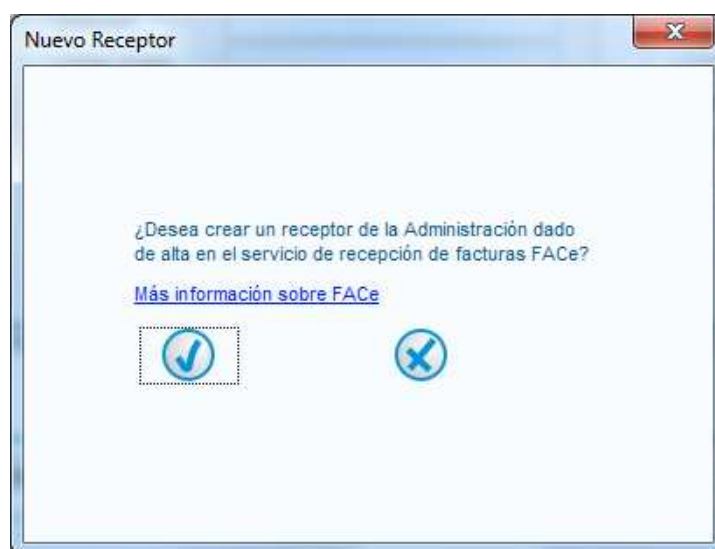 Nuevo Receptor
¿Desea crear un receptor de la Administración dado
de alta en el servicio de recepción de facturas FACe?
Más información sobre FACe